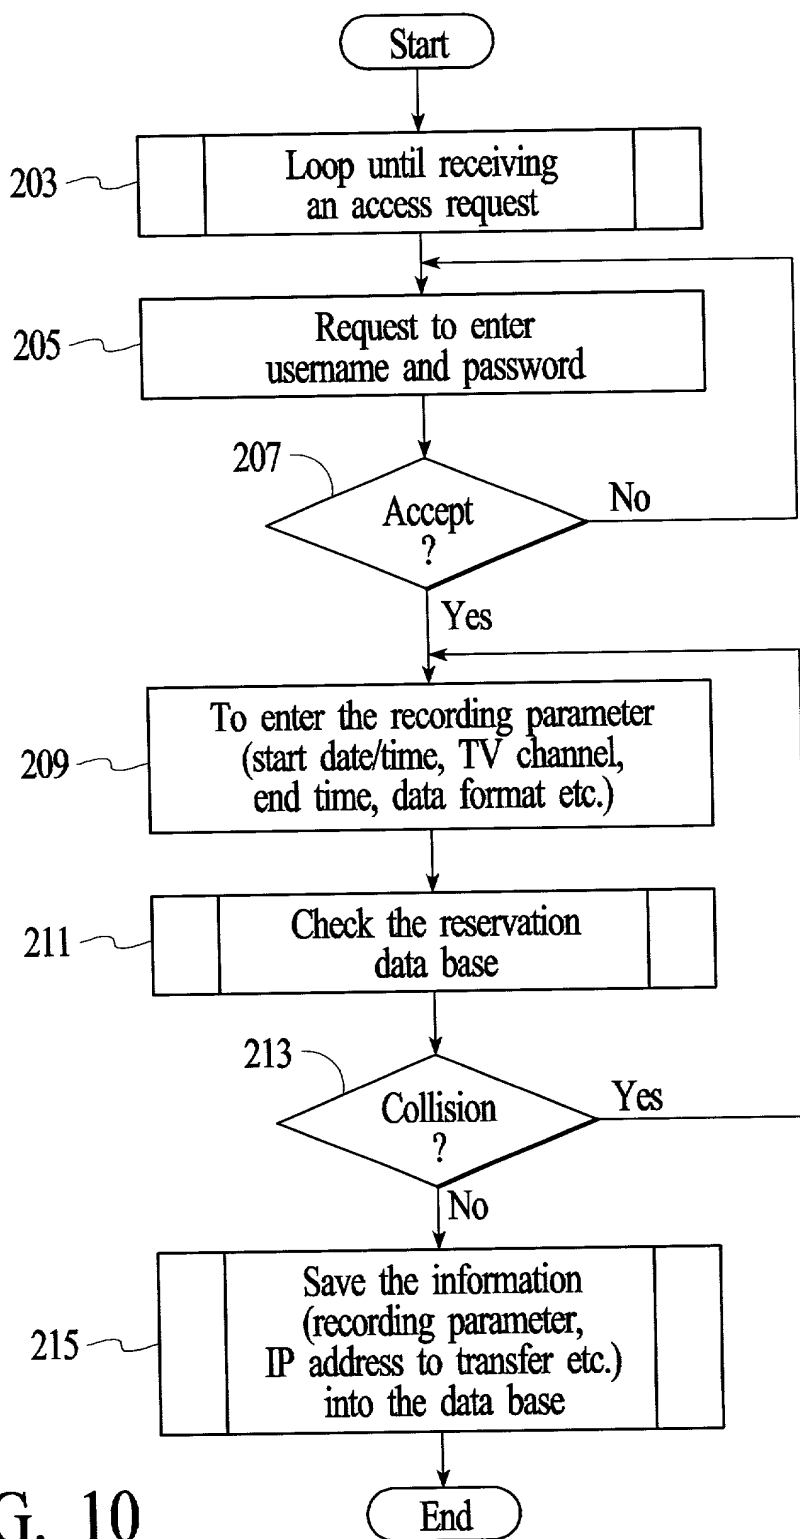 Start
203
Loop until receiving
an access request
205
Request to enter
username and password
207
Accept
?
No
Yes
209
To enter the recording parameter
(start date/time, TV channel,
end time, data format etc.)
211
Check the reservation
data base
213
Collision
?
Yes
No
215
Save the information
(recording parameter,
IP address to transfer etc.)
into the data base
End
G. 10